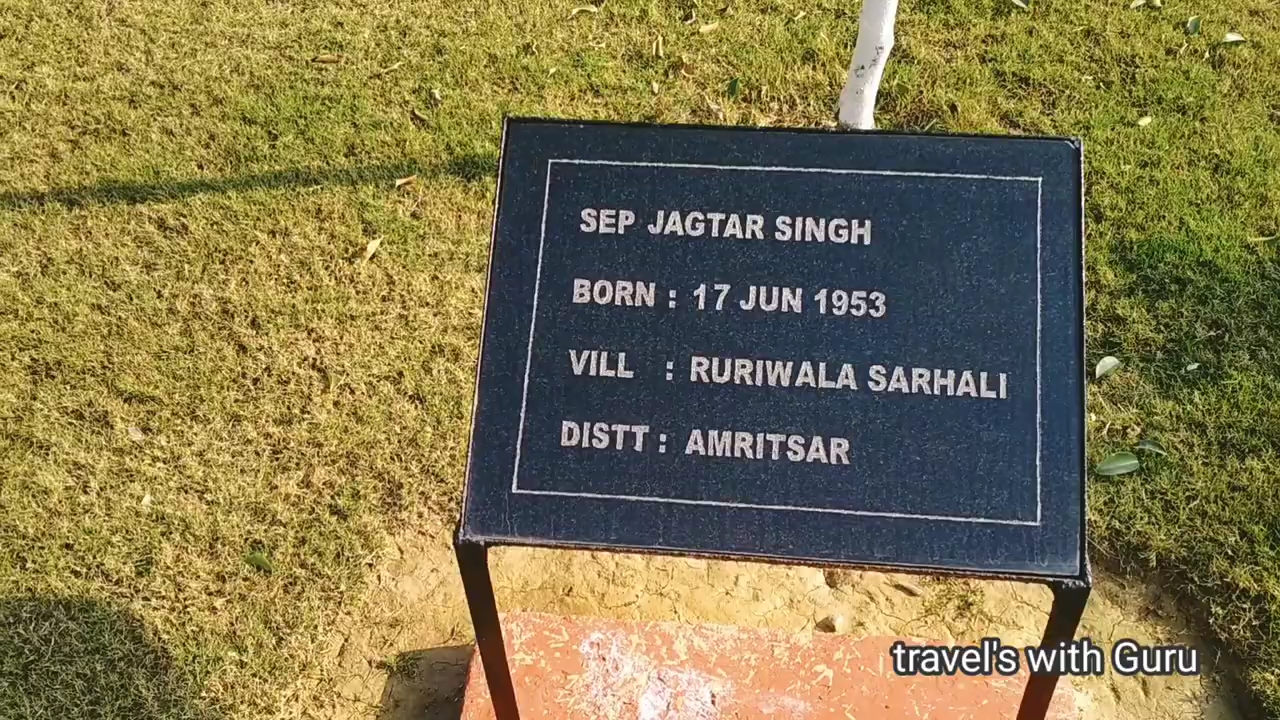 SEP JAGTAR SINGH
BORN : 17 JUN 1953
VILL : RURIWALA SARHALI
DISTT : AMRITSAR
travel's with Guru